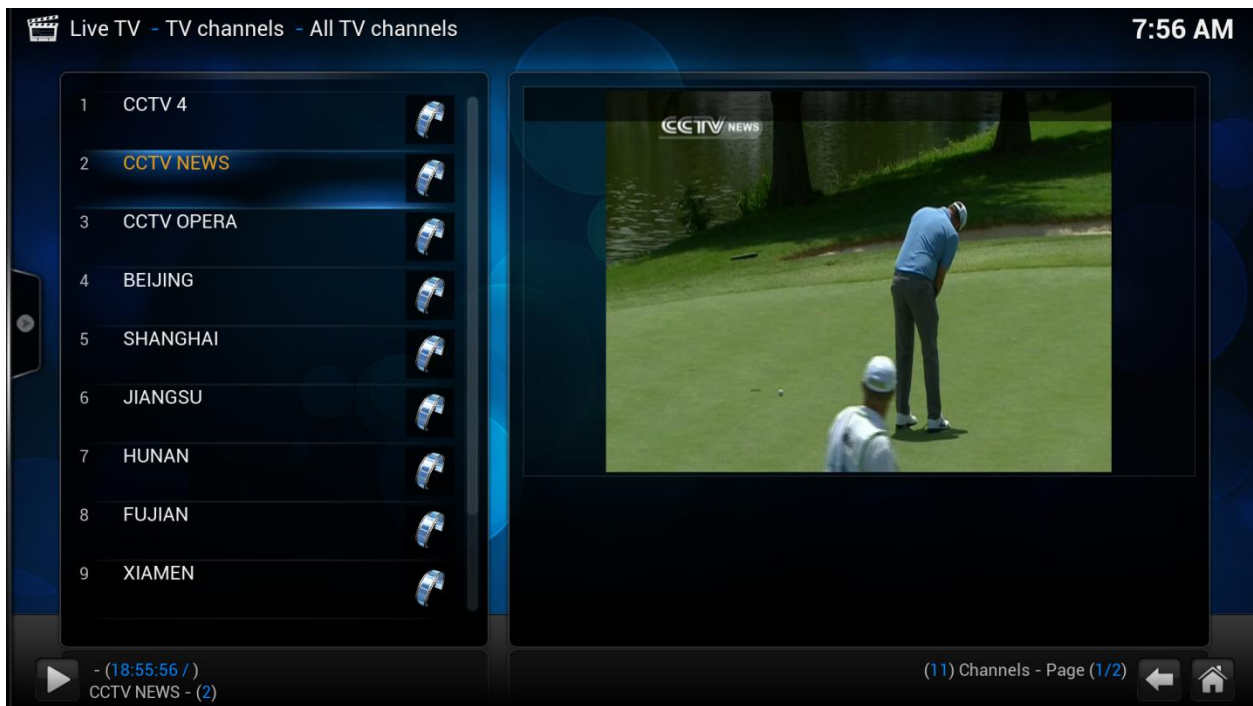 Live TV - TV channels - All TV channels
7:56 AM
1 CCTV 4
2 CCTV NEWS
3 CCTV OPERA
4 BEIJING
5 SHANGHAI
6 JIANGSU
7 HUNAN
8 FUJIAN
9 XIAMEN
CCTV NEWS
- (18:55:56 / )
CCTV NEWS - (2)
(11) Channels - Page (1/2)